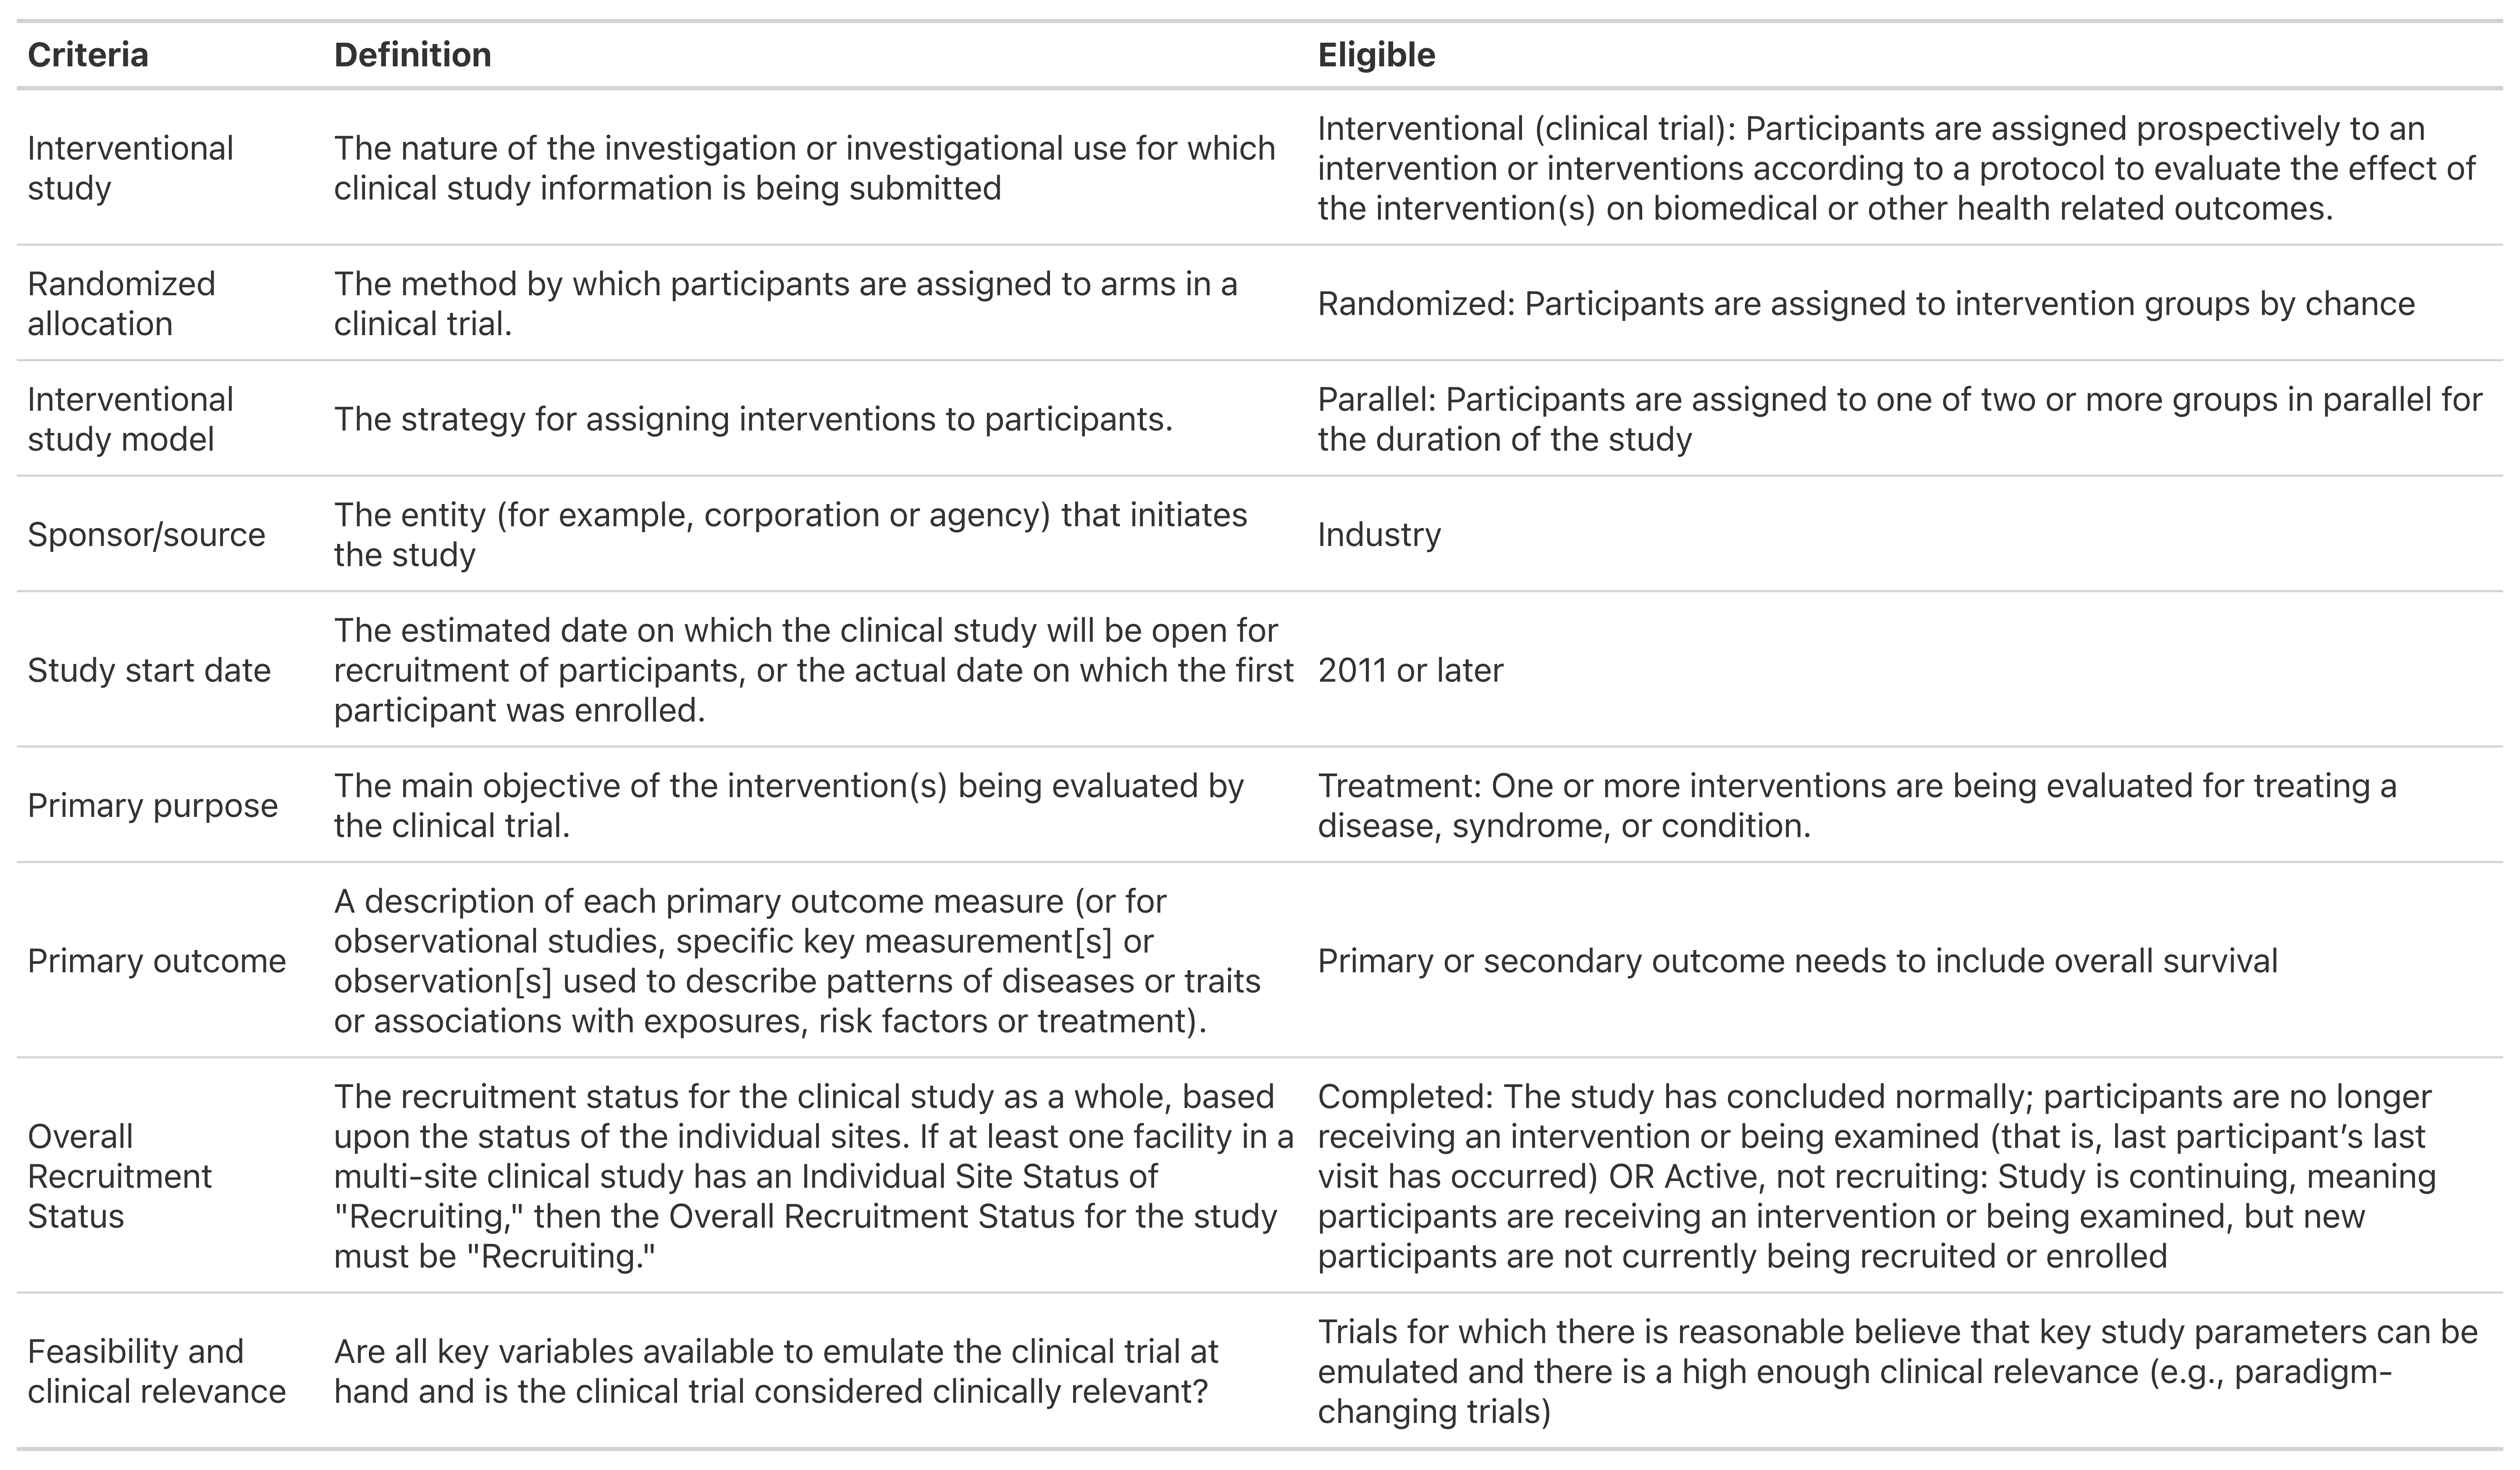 Criteria Definition Eligible
Interventional
study
The nature of the investigation or investigational use for which
clinical study information is being submitted
Interventional (clinical trial): Participants are assigned prospectively to an
intervention or interventions according to a protocol to evaluate the effect of
the intervention(s) on biomedical or other health related outcomes.
Randomized
allocation
The method by which participants are assigned to arms in a
clinical trial.
Randomized: Participants are assigned to intervention groups by chance
Interventional
study model
The strategy for assigning interventions to participants.
Parallel: Participants are assigned to one of two or more groups in parallel for
the duration of the study
Sponsor/source
The entity (for example, corporation or agency) that initiates
the study
Industry
Study start date
The estimated date on which the clinical study will be open for
recruitment of participants, or the actual date on which the first
participant was enrolled.
2011 or later
Primary purpose
The main objective of the intervention(s) being evaluated by
the clinical trial.
Treatment: One or more interventions are being evaluated for treating a
disease, syndrome, or condition.
Primary outcome
A description of each primary outcome measure (or for
observational studies, specific key measurement[s] or
observation[s] used to describe patterns of diseases or traits
or associations with exposures, risk factors or treatment).
Primary or secondary outcome needs to include overall survival
Overall
Recruitment
Status
The recruitment status for the clinical study as a whole, based
upon the status of the individual sites. If at least one facility in a
multi-site clinical study has an Individual Site Status of
"Recruiting," then the Overall Recruitment Status for the study
must be "Recruiting."
Completed: The study has concluded normally; participants are no longer
receiving an intervention or being examined (that is, last participant’s last
visit has occurred) OR Active, not recruiting: Study is continuing, meaning
participants are receiving an intervention or being examined, but new
participants are not currently being recruited or enrolled
Feasibility and
clinical relevance
Are all key variables available to emulate the clinical trial at
hand and is the clinical trial considered clinically relevant?
Trials for which there is reasonable believe that key study parameters can be
emulated and there is a high enough clinical relevance (e.g., paradigm-
changing trials)